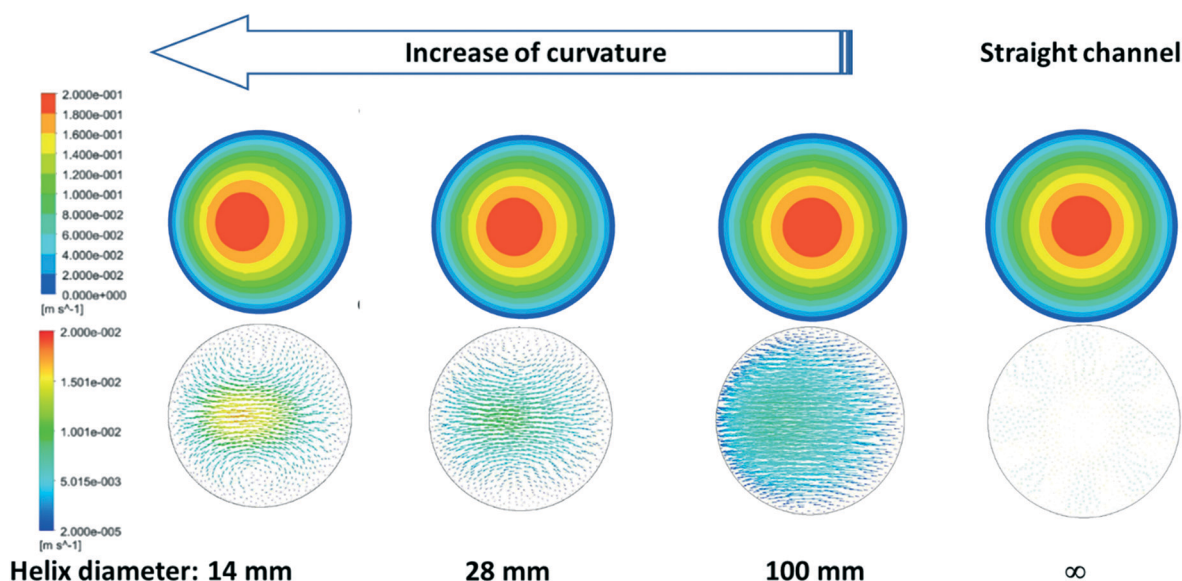 Increase of curvature
Straight channel
2.000e-001
1.800e-001
1.600e-001
1.400e-001
1.200e-001
1.000e-001
8.000e-002
6.000e-002
4.000e-002
2.000e-002
0.000e+000
[m s^-1]
2.000e-002
1.501e-002
1.001e-002
5.015e-003
2.000e-005
[m s^-1]
Helix diameter: 14 mm 28 mm 100 mm ∞